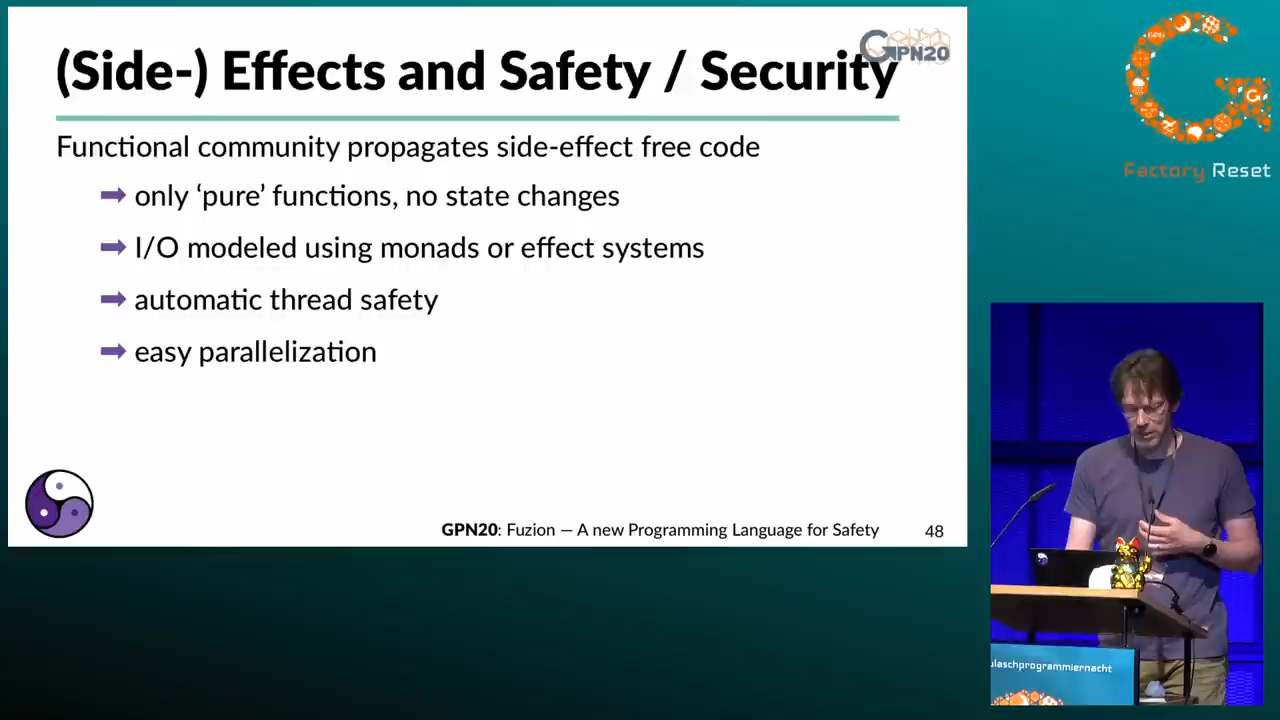 (Side-) Effects and Safety / Security
GPN20
Functional community propagates side-effect free code
only ‘pure’ functions, no state changes
I/O modeled using monads or effect systems
automatic thread safety
easy parallelization
GPN20: Fuzion — A new Programming Language for Safety 48
Factory Reset
ulaschprogrammiernacht